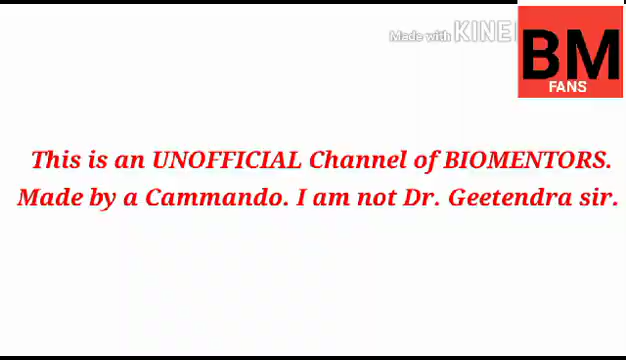 Made with KINE
BM
FANS
This is an UNOFFICIAL Channel of BIOMENTORS.
Made by a Cammando. I am not Dr. Geetendra sir.